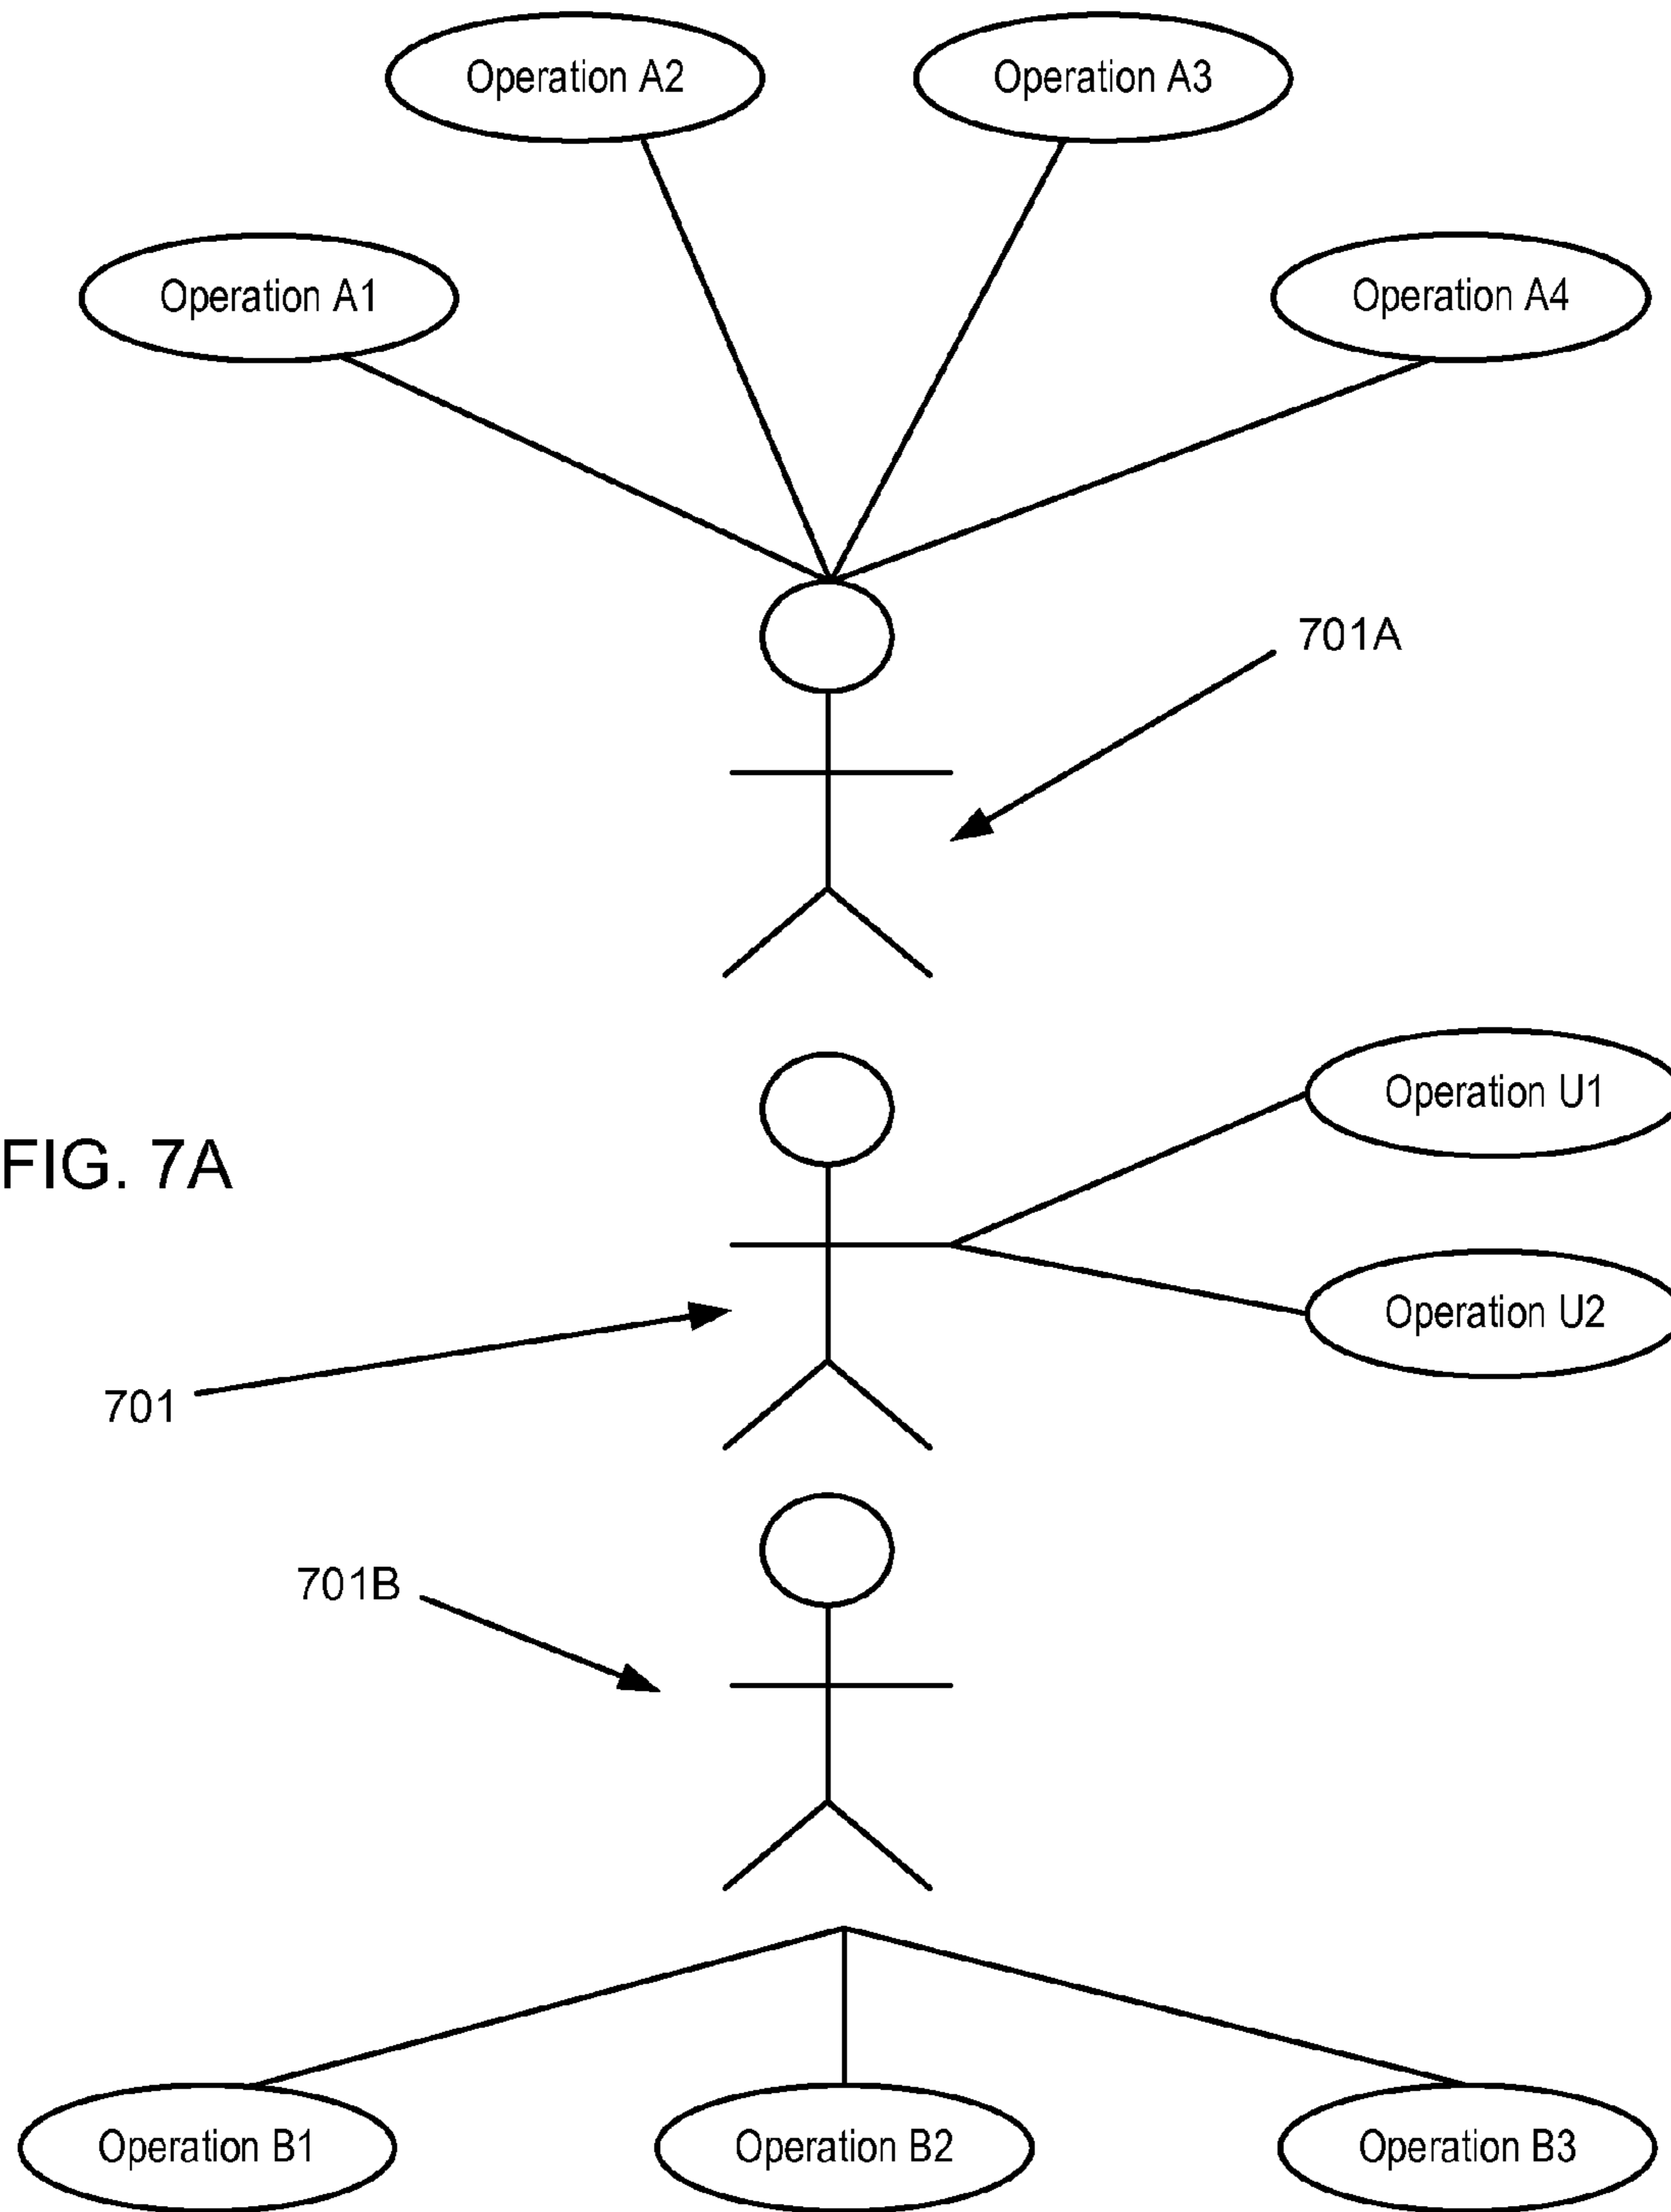 Operation A2
Operation A3
Operation A1
Operation A4
701A
Operation U1
FIG. 7A
Operation U2
701
701B
Operation B1
Operation B2
Operation B3